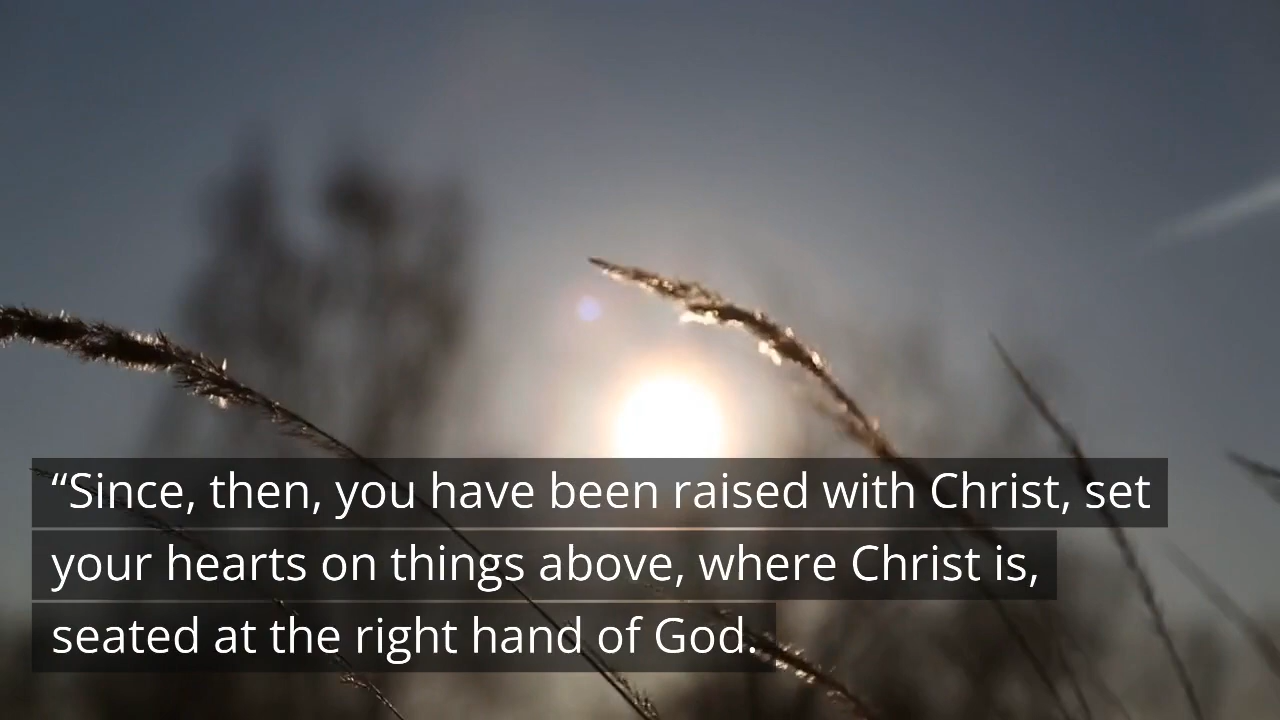 “Since, then, you have been raised with Christ, set
your hearts on things above, where Christ is,
seated at the right hand of God.